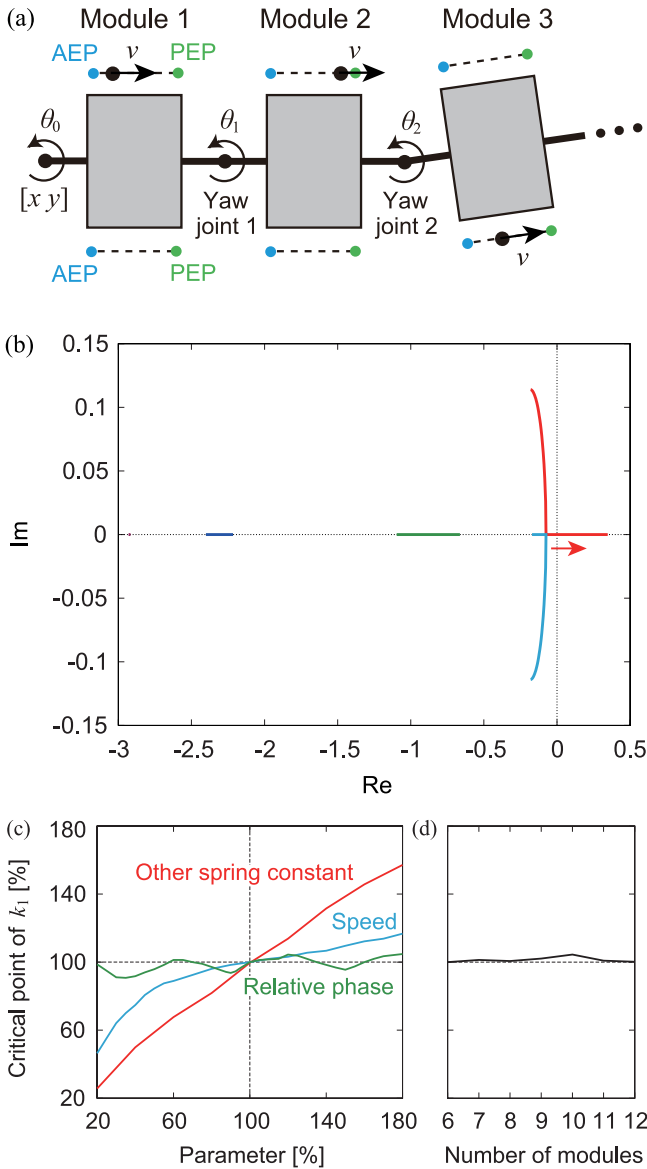 (a) Module 1 Module 2 Module 3
AEP v PEP
v
θ0 θ1 θ2
[x y] Yaw joint 1 Yaw joint 2
AEP PEP
v
(b)
0.15
0.1
0.05
0
-0.05
-0.1
-0.15
Im
-3 -2.5 -2 -1.5 -1 -0.5 0 0.5
Re
(c) (d)
180
140
100
60
20
Critical point of k1 [%]
Other spring constant
Speed
Relative phase
20 60 100 140 180
Parameter [%]
6 7 8 9 10 11 12
Number of modules